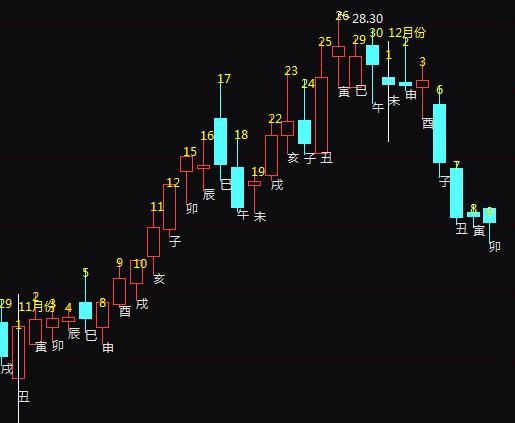 26 28.30
30 12月份
25 29 2
1
3
23
24
6
17
22
18
16
15
19
12
11
7
8 9
9 10
5
29 11月份 2 3 4
8
1
寅 巳 申
午 未
酉
亥 子 丑
巳 戌 子
辰
卯 午 未
丑 寅
子
卯
亥
戌
酉
寅 卯 辰 巳 申
戌
丑